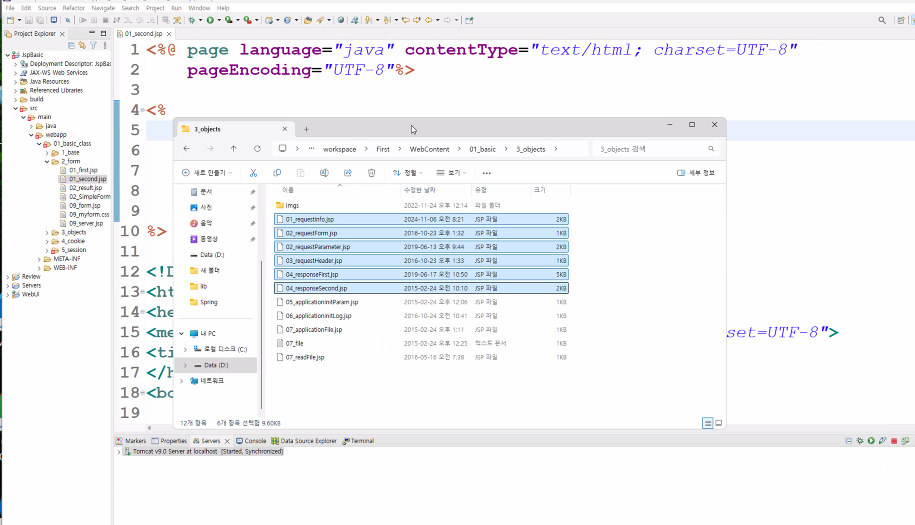 File Edit Source Refactor Navigate Search Project Run Window Help
Project Explorer
JspBasic
Deployment Descriptor: JspBas
JAX-WS Web Services
Java Resources
Referenced Libraries
build
src
main
java
webapp
01_basic_class
1_base
2_form
01_first.jsp
01_second.jsp
02_result.jsp
02_SimpleForm
09_form.jsp
09_mycss.css
09_server.jsp
3_objects
4_cookie
5_session
META-INF
WEB-INF
Review
Servers
WebUI
01_second.jsp
1 <%@ page language="java" contentType="text/html; charset=UTF-8"
2 pageEncoding="UTF-8"%>
3
4 <%
5
6
7
8
9
10 %>
11
12 <!D
13 <ht
14 <he
15 <me set=UTF-8">
16 <ti
17 </h
18 <bo
19
3_objects
workspace > First > WebContent > 01_basic > 3_objects >
3_objects 검색
새로 만들기
정렬
보기
세부 정보
문서
사진
음악
동영상
Data (D:)
새 폴더
lib
Spring
내 PC
로컬 디스크 (C:)
Data (D:)
네트워크
이름 수정한 날짜 유형 크기
imgs 2022-11-24 오후 12:14 파일 폴더
01_requestInfo.jsp 2024-11-06 오전 8:21 JSP 파일 2KB
02_requestForm.jsp 2016-10-23 오후 1:32 JSP 파일 1KB
02_requestParameter.jsp 2019-06-13 오후 9:44 JSP 파일 2KB
03_requestHeader.jsp 2016-10-23 오후 1:33 JSP 파일 1KB
04_responseFirst.jsp 2019-06-17 오전 10:50 JSP 파일 5KB
04_responseSecond.jsp 2015-02-24 오전 10:10 JSP 파일 2KB
05_applicationInitParam.jsp 2015-02-24 오후 12:06 JSP 파일 1KB
06_applicationInitLog.jsp 2016-10-24 오전 10:41 JSP 파일 1KB
07_applicationFile.jsp 2015-02-24 오후 1:11 JSP 파일 1KB
07_file 2015-02-24 오후 12:25 텍스트 문서 1KB
07_readFile.jsp 2016-05-16 오전 7:38 JSP 파일 1KB
12개 항목 6개 항목 선택함 9.60KB
Markers Properties Servers Console Data Source Explorer Terminal
Tomcat v9.0 Server at localhost [Started, Synchronized]